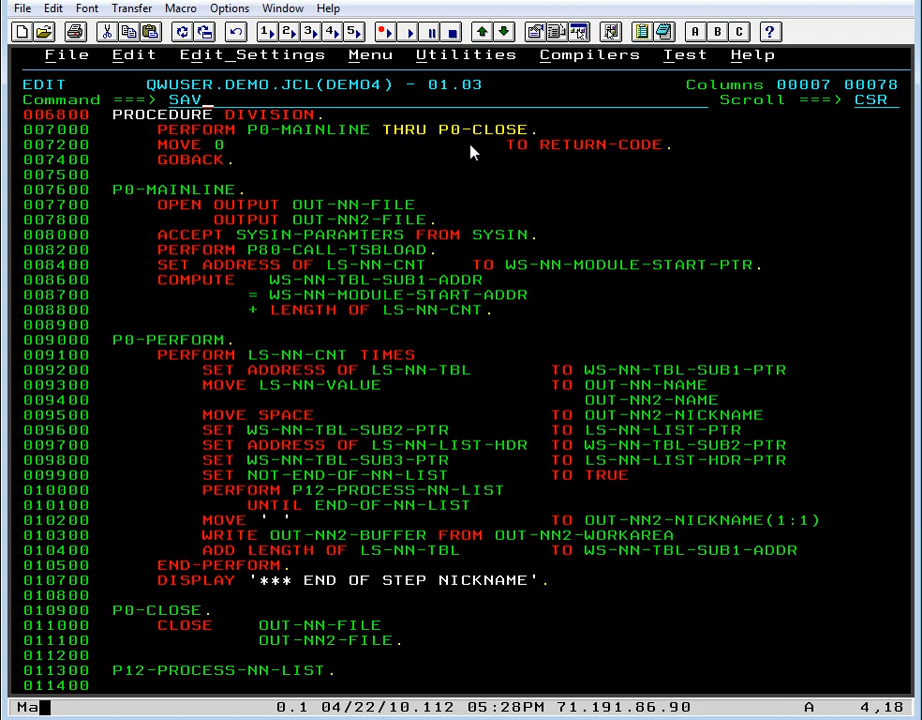 File Edit Font Transfer Macro Options Window Help
1 2 3 4 5 A B C ?
File Edit Edit_Settings Menu Utilities Compilers Test Help
EDIT QWUSER.DEMO.JCL(DEMO4) - 01.03 Columns 00007 00078
Command ===> SAV_ Scroll ===> CSR
006800 PROCEDURE DIVISION.
007000 PERFORM P0-MAINLINE THRU P0-CLOSE.
007200 MOVE 0 TO RETURN-CODE.
007400 GOBACK.
007500
007600 P0-MAINLINE.
007700 OPEN OUTPUT OUT-NN-FILE
007800 OUTPUT OUT-NN2-FILE.
008000 ACCEPT SYSIN-PARAMTERS FROM SYSIN.
008200 PERFORM P80-CALL-TSBLOAD.
008400 SET ADDRESS OF LS-NN-CNT TO WS-NN-MODULE-START-PTR.
008600 COMPUTE WS-NN-TBL-SUB1-ADDR
008700 = WS-NN-MODULE-START-ADDR
008800 + LENGTH OF LS-NN-CNT.
008900
009000 P0-PERFORM.
009100 PERFORM LS-NN-CNT TIMES
009200 SET ADDRESS OF LS-NN-TBL TO WS-NN-TBL-SUB1-PTR
009300 MOVE LS-NN-VALUE TO OUT-NN-NAME
009400 OUT-NN2-NAME
009500 MOVE SPACE TO OUT-NN2-NICKNAME
009600 SET WS-NN-TBL-SUB2-PTR TO LS-NN-LIST-PTR
009700 SET ADDRESS OF LS-NN-LIST-HDR TO WS-NN-TBL-SUB2-PTR
009800 SET WS-NN-TBL-SUB3-PTR TO LS-NN-LIST-HDR-PTR
009900 SET NOT-END-OF-NN-LIST TO TRUE
010000 PERFORM P12-PROCESS-NN-LIST
010100 UNTIL END-OF-NN-LIST
010200 MOVE ' ' TO OUT-NN2-NICKNAME(1:1)
010300 WRITE OUT-NN2-BUFFER FROM OUT-NN2-WORKAREA
010400 ADD LENGTH OF LS-NN-TBL TO WS-NN-TBL-SUB1-ADDR
010500 END-PERFORM.
010700 DISPLAY '*** END OF STEP NICKNAME'.
010800
010900 P0-CLOSE.
011000 CLOSE OUT-NN-FILE
011100 OUT-NN2-FILE.
011200
011300 P12-PROCESS-NN-LIST.
011400
Ma 0.1 04/22/10.112 05:28PM 71.191.86.90 A 4,18